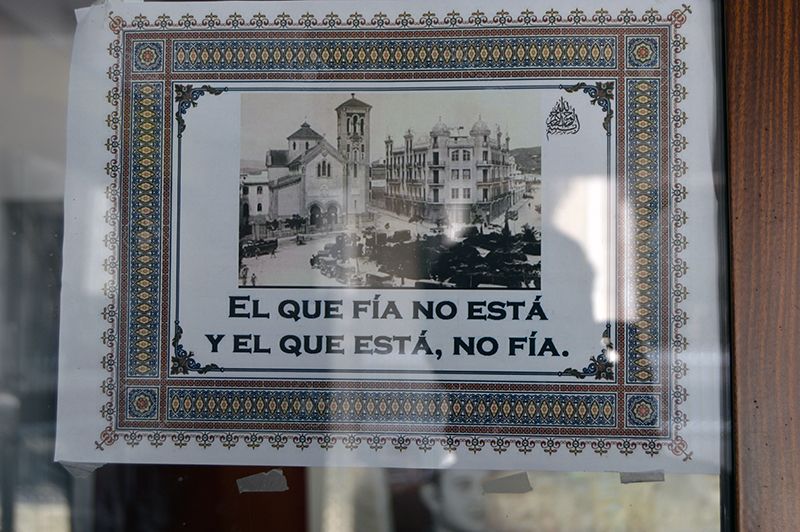 EL QUE FÍA NO ESTÁ
Y EL QUE ESTÁ, NO FÍA.